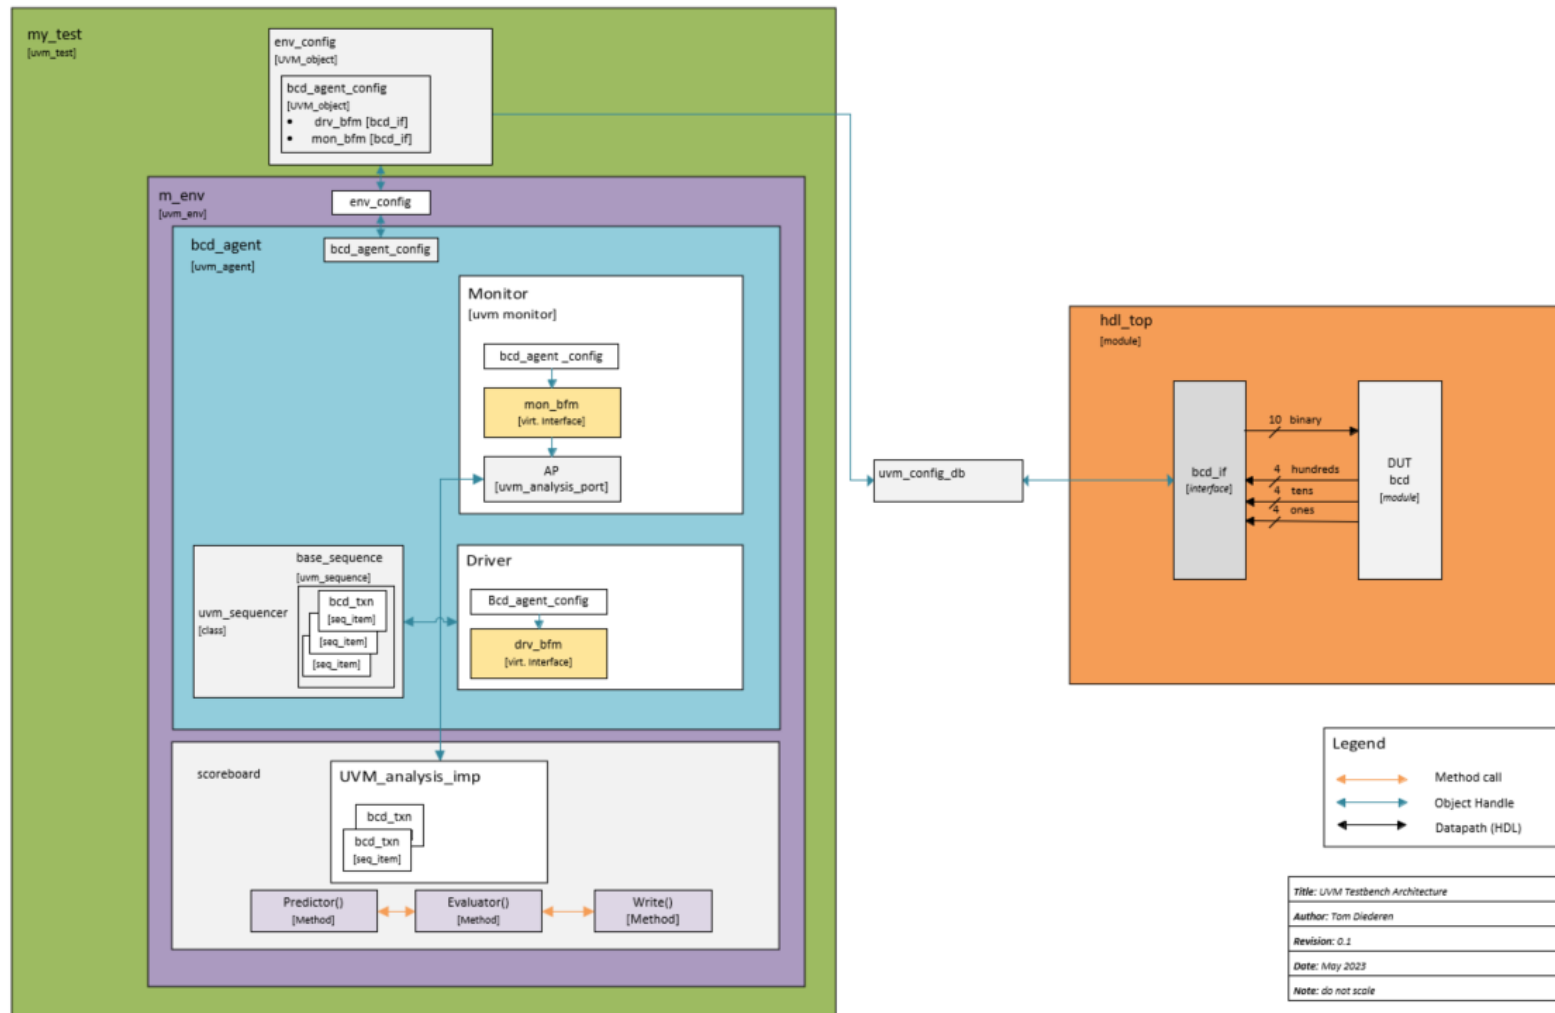 my_test
[uvm_test]
env_config
[UVM_object]
bcd_agent_config
[UVM_object]
• drv_bfm [bcd_if]
• mon_bfm [bcd_if]
m_env
[uvm_env]
env_config
bcd_agent
[uvm_agent]
bcd_agent_config
Monitor
[uvm monitor]
bcd_agent _config
mon_bfm
[virt. Interface]
AP
[uvm_analysis_port]
base_sequence
[uvm_sequence]
uvm_sequencer
[class]
bcd_txn
[seq_item]
[seq_item]
[seq_item]
Driver
Bcd_agent_config
drv_bfm
[virt. Interface]
scoreboard
UVM_analysis_imp
bcd_txn
bcd_txn
[seq_item]
Predictor()
[Method]
Evaluator()
[Method]
Write()
[Method]
uvm_config_db
hdl_top
[module]
bcd_if
[interface]
10 binary
4 hundreds
4 tens
4 ones
DUT
bcd
[module]
Legend
Method call
Object Handle
Datapath (HDL)
Title: UVM Testbench Architecture
Author: Tom Diederen
Revision: 0.1
Date: May 2023
Note: do not scale